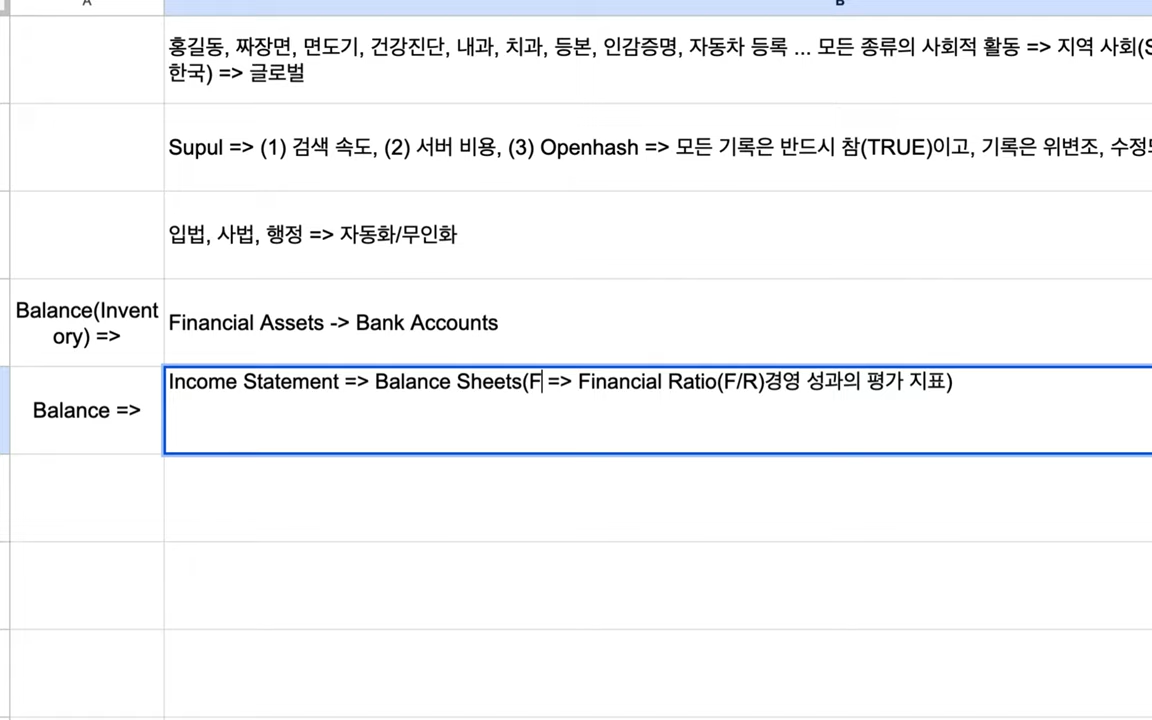 A
B
홍길동, 짜장면, 면도기, 건강진단, 내과, 치과, 등본, 인감증명, 자동차 등록 ... 모든 종류의 사회적 활동 => 지역 사회(S
한국) => 글로벌
Supul => (1) 검색 속도, (2) 서버 비용, (3) Openhash => 모든 기록은 반드시 참(TRUE)이고, 기록은 위변조, 수정
입법, 사법, 행정 => 자동화/무인화
Balance(Invent
ory) =>
Financial Assets -> Bank Accounts
Income Statement => Balance Sheets(F => Financial Ratio(F/R)경영 성과의 평가 지표)
Balance =>